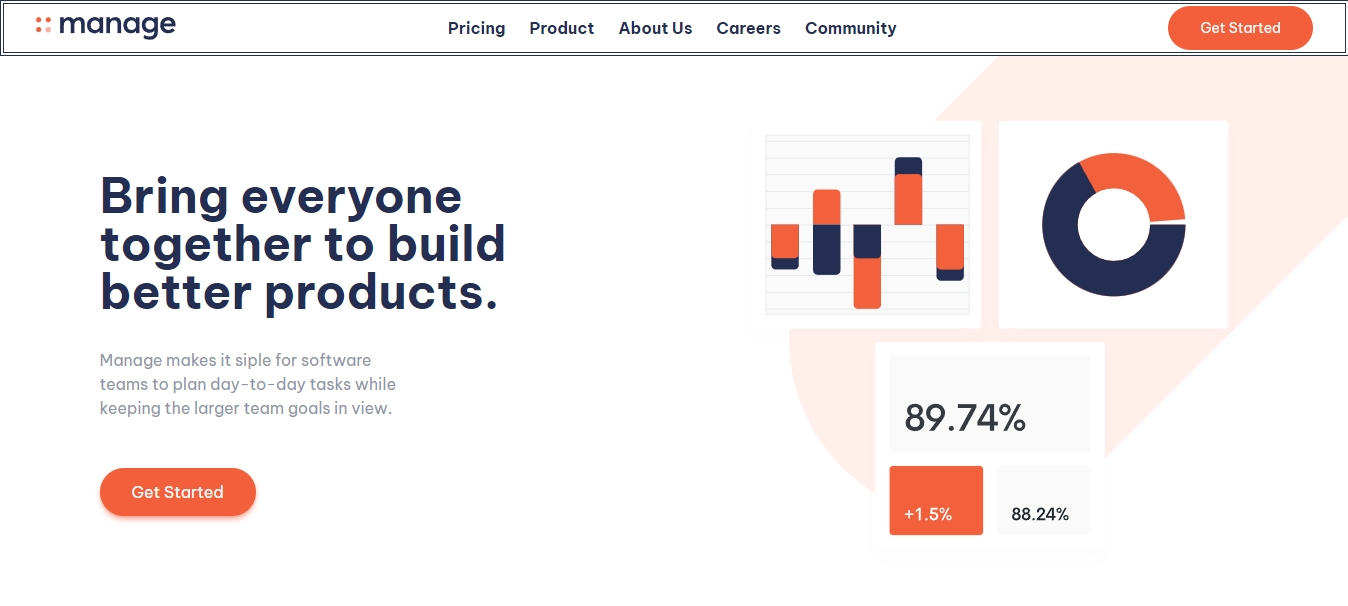 manage
Pricing Product About Us Careers Community
Get Started
Bring everyone
together to build
better products.
Manage makes it siple for software
teams to plan day-to-day tasks while
keeping the larger team goals in view.
Get Started
89.74%
+1.5%
88.24%